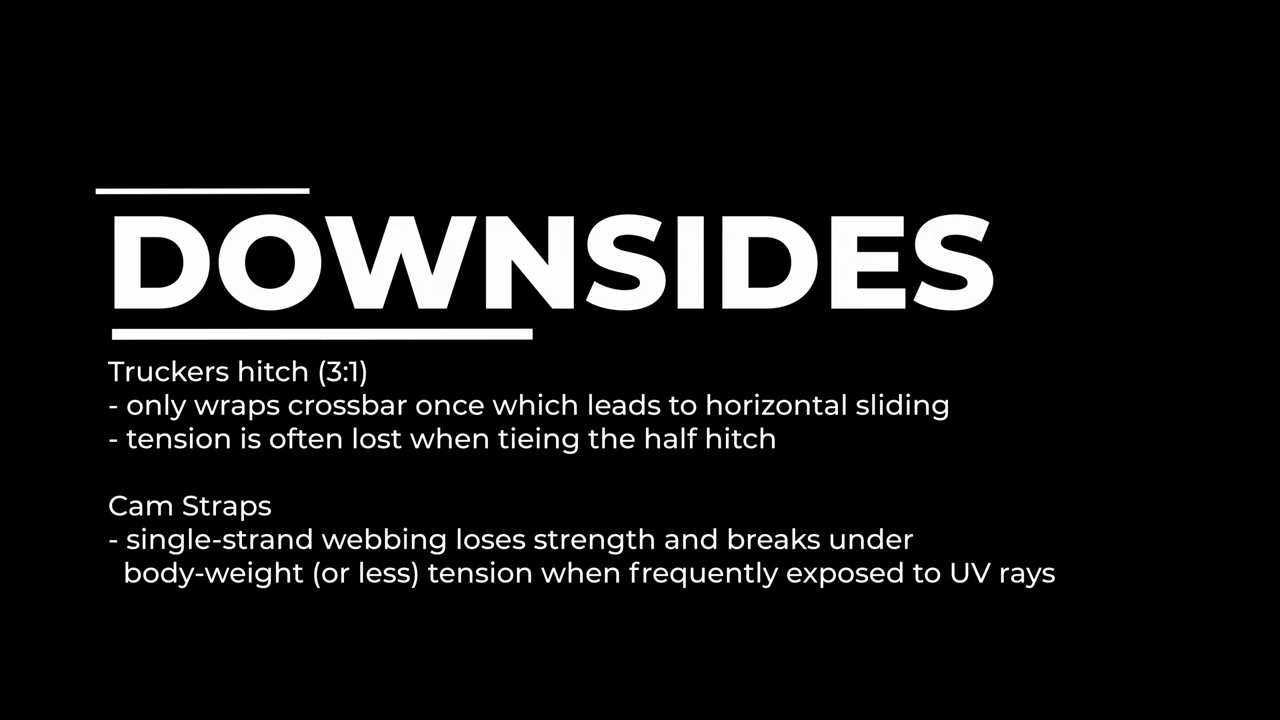 DOWNSIDES
Truckers hitch (3:1)
- only wraps crossbar once which leads to horizontal sliding
- tension is often lost when tieing the half hitch
Cam Straps
- single-strand webbing loses strength and breaks under
body-weight (or less) tension when frequently exposed to UV rays